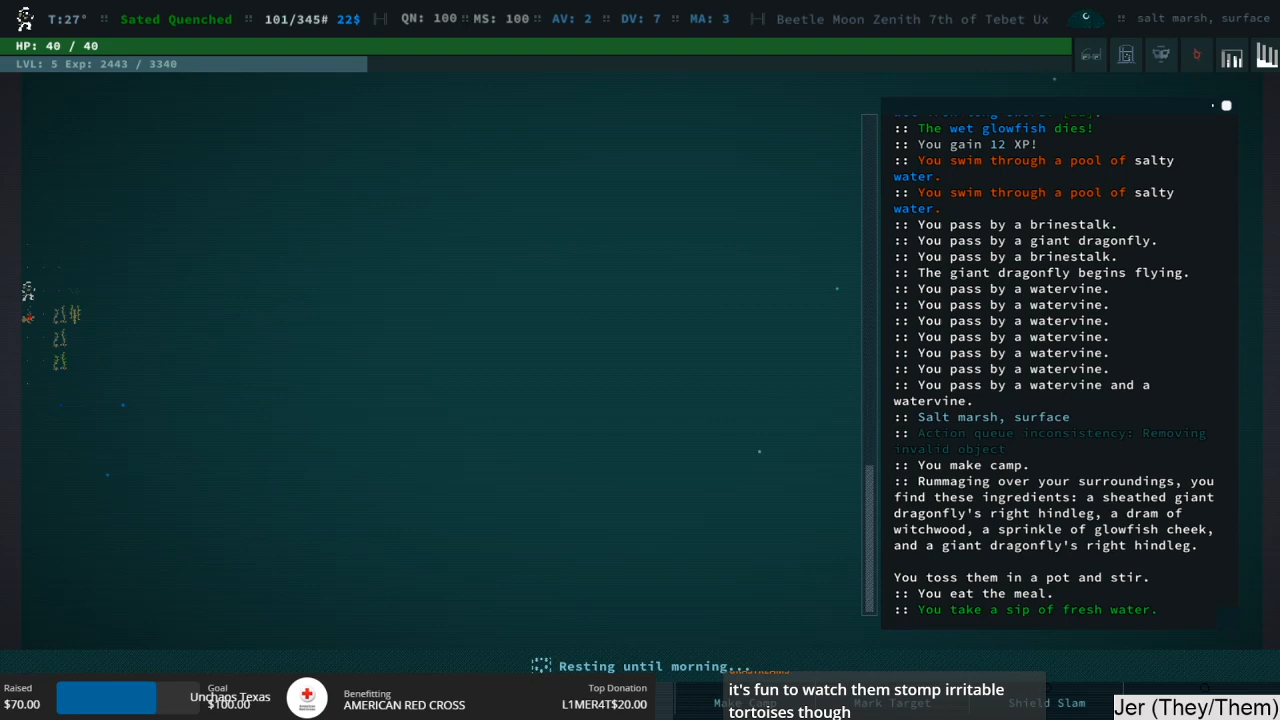 T:27° :: Sated Quenched :: 101/345# 22$ QN: 100 :: MS: 100 :: AV: 2 :: DV: 7 :: MA: 3 Beetle Moon Zenith 7th of Tebet Ux :: salt marsh, surface
HP: 40 / 40
LVL: 5 Exp: 2443 / 3340
:: The wet glowfish dies!
:: You gain 12 XP!
:: You swim through a pool of salty
water.
:: You swim through a pool of salty
water.
:: You pass by a brinestalk.
:: You pass by a giant dragonfly.
:: You pass by a brinestalk.
:: The giant dragonfly begins flying.
:: You pass by a watervine.
:: You pass by a watervine.
:: You pass by a watervine.
:: You pass by a watervine.
:: You pass by a watervine.
:: You pass by a watervine.
:: You pass by a watervine and a
watervine.
:: Salt marsh, surface
:: Action queue inconsistency: Removing
invalid object
:: You make camp.
:: Rummaging over your surroundings, you
find these ingredients: a sheathed giant
dragonfly's right hindleg, a dram of
witchwood, a sprinkle of glowfish cheek,
and a giant dragonfly's right hindleg.
You toss them in a pot and stir.
:: You eat the meal.
:: You take a sip of fresh water.
Resting until morning...
Raised
$70.00
Goal
$100.00
Unchaos Texas
Benefitting
AMERICAN RED CROSS
Top Donation
L1MER4T$20.00
it's fun to watch them stomp irritable
tortoises though
Make Camp
Mark Target
Shield Slam
Jer (They/Them)